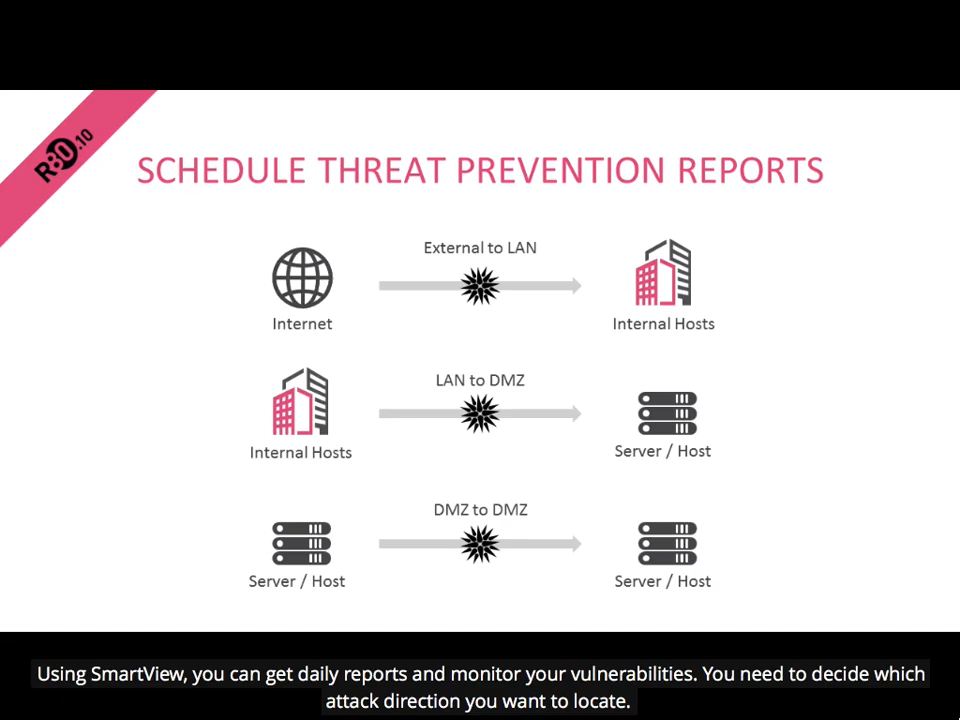 R80.10
SCHEDULE THREAT PREVENTION REPORTS
External to LAN
Internet
Internal Hosts
LAN to DMZ
Internal Hosts
Server / Host
DMZ to DMZ
Server / Host
Server / Host
Using SmartView, you can get daily reports and monitor your vulnerabilities. You need to decide which
attack direction you want to locate.